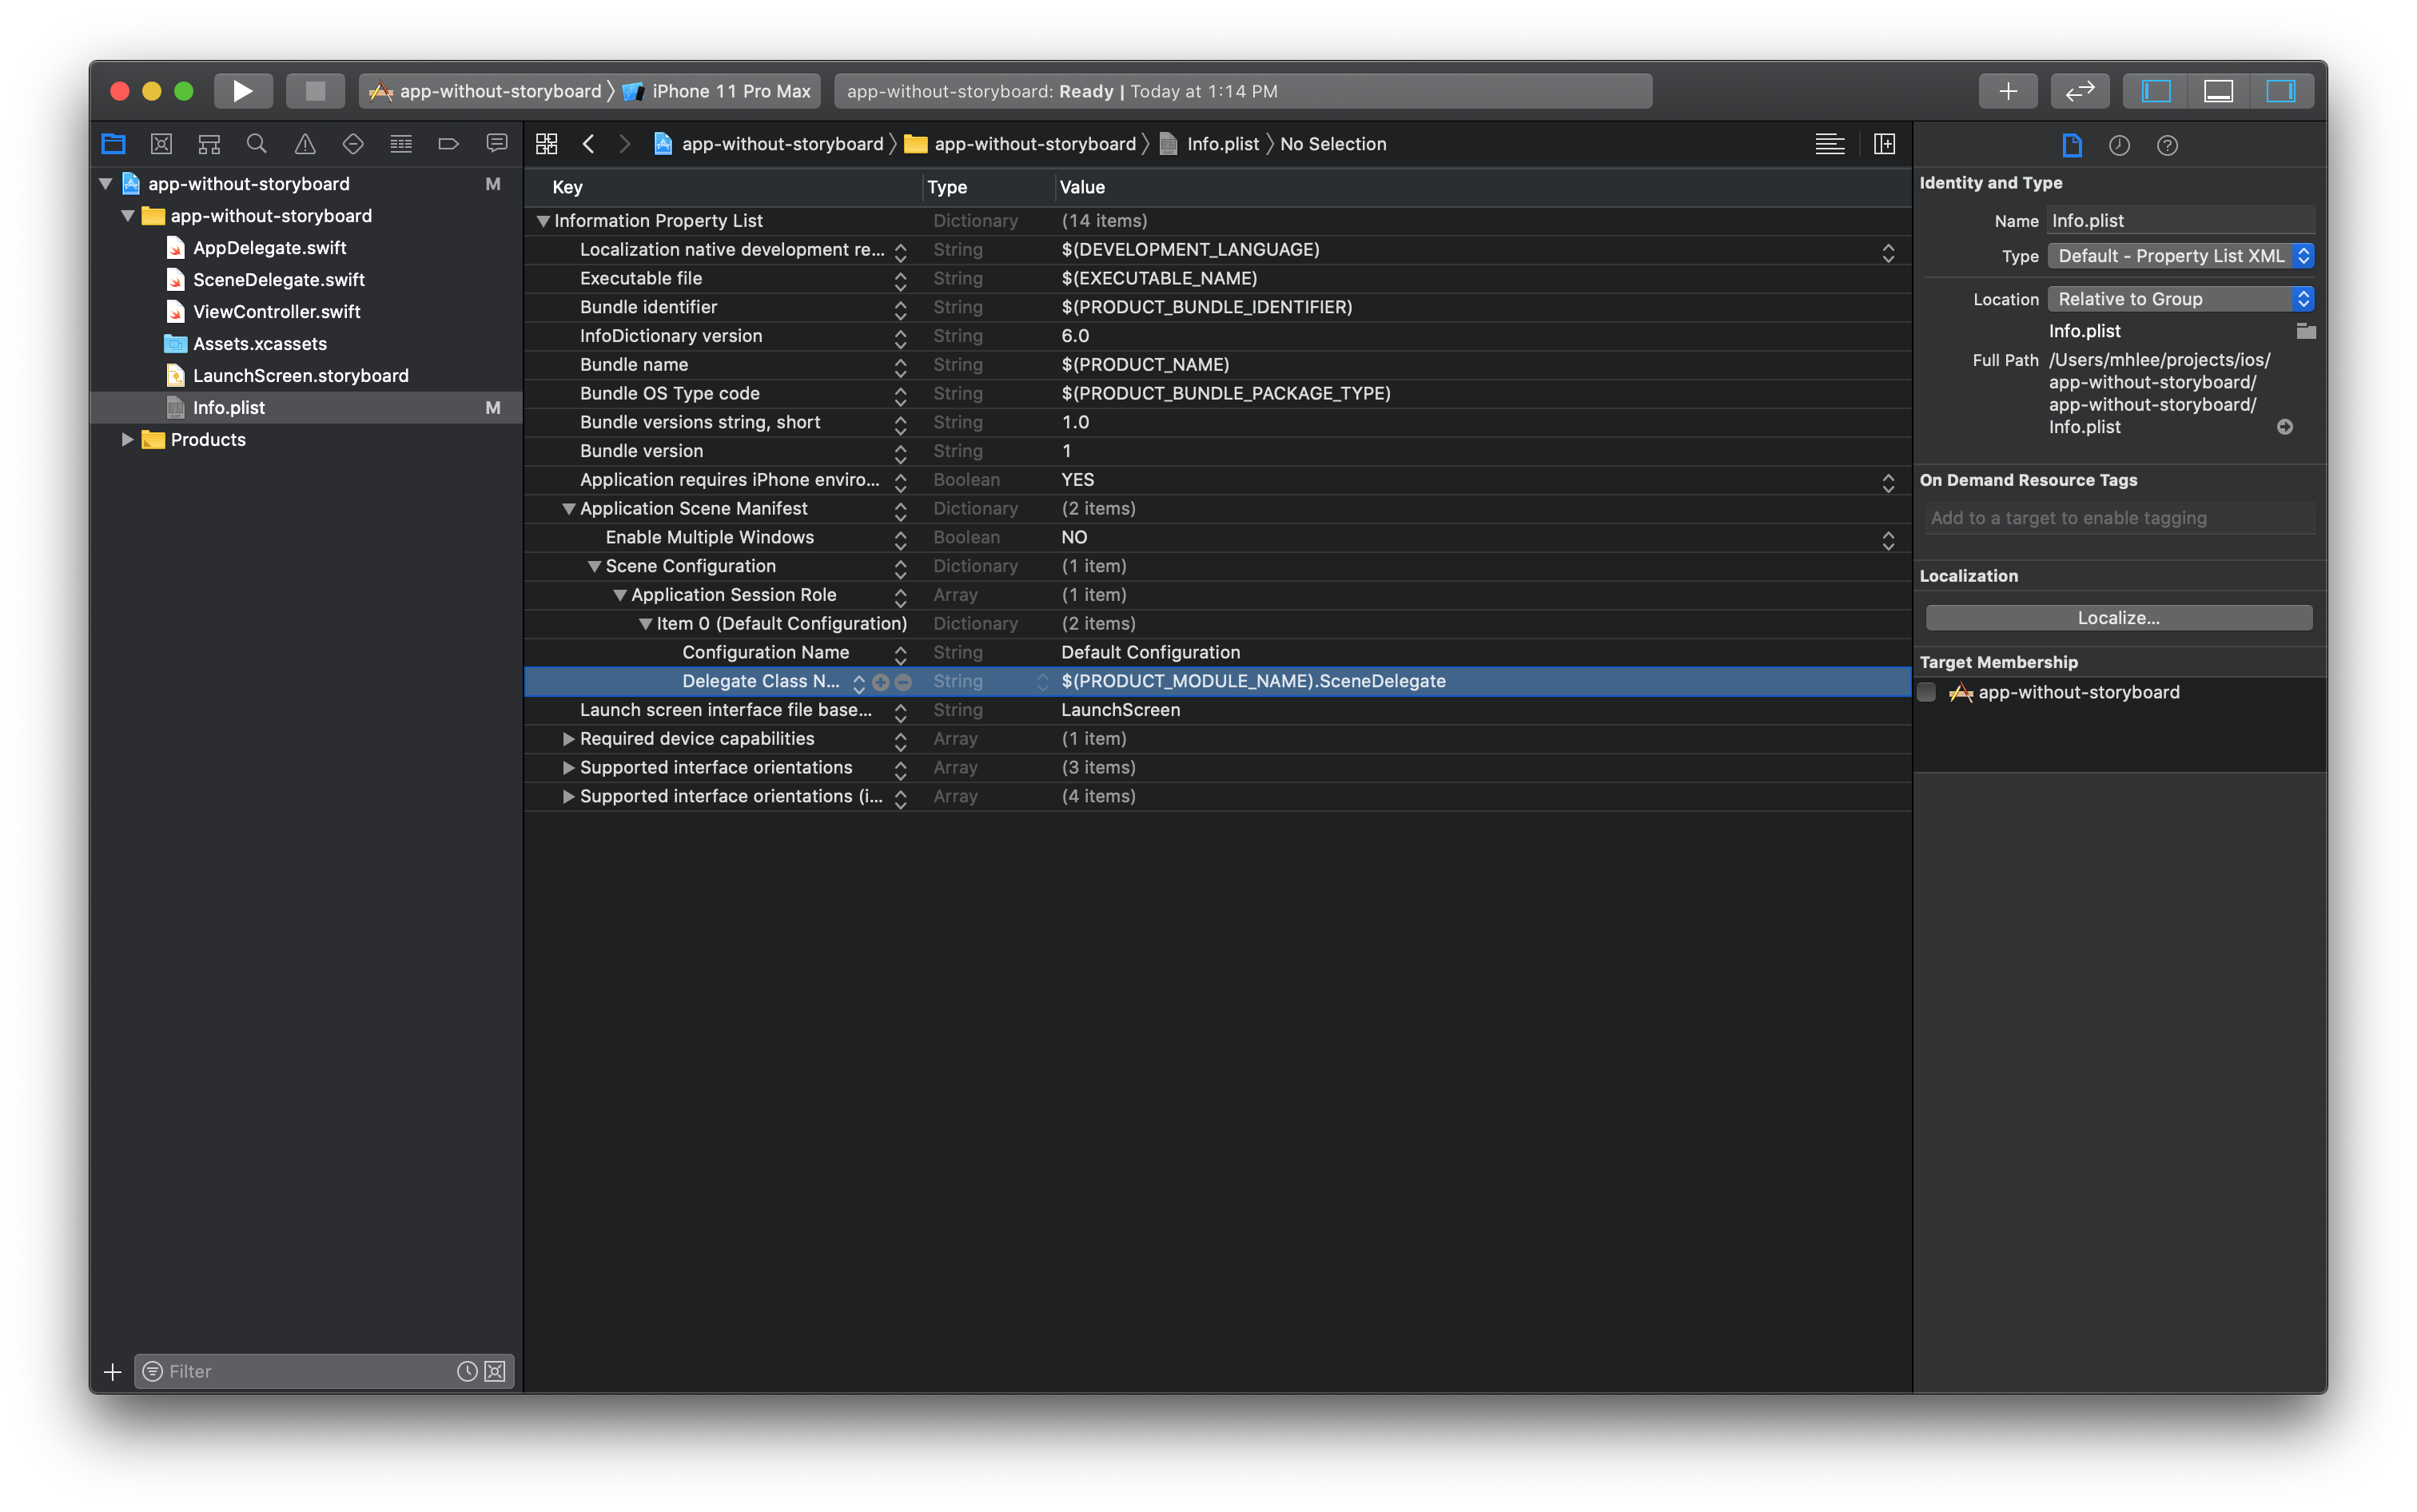 app-without-storyboard iPhone 11 Pro Max
app-without-storyboard: Ready | Today at 1:14 PM
app-without-storyboard M
app-without-storyboard
AppDelegate.swift
SceneDelegate.swift
ViewController.swift
Assets.xcassets
LaunchScreen.storyboard
Info.plist M
Products
Filter
app-without-storyboard app-without-storyboard Info.plist No Selection
Key Type Value
Information Property List Dictionary (14 items)
Localization native development re... String $(DEVELOPMENT_LANGUAGE)
Executable file String $(EXECUTABLE_NAME)
Bundle identifier String $(PRODUCT_BUNDLE_IDENTIFIER)
InfoDictionary version String 6.0
Bundle name String $(PRODUCT_NAME)
Bundle OS Type code String $(PRODUCT_BUNDLE_PACKAGE_TYPE)
Bundle versions string, short String 1.0
Bundle version String 1
Application requires iPhone enviro... Boolean YES
Application Scene Manifest Dictionary (2 items)
Enable Multiple Windows Boolean NO
Scene Configuration Dictionary (1 item)
Application Session Role Array (1 item)
Item 0 (Default Configuration) Dictionary (2 items)
Configuration Name String Default Configuration
Delegate Class N... String $(PRODUCT_MODULE_NAME).SceneDelegate
Launch screen interface file base... String LaunchScreen
Required device capabilities Array (1 item)
Supported interface orientations Array (3 items)
Supported interface orientations (i... Array (4 items)
Identity and Type
Name Info.plist
Type Default - Property List XML
Location Relative to Group
Info.plist
Full Path /Users/mhlee/projects/ios/
app-without-storyboard/
app-without-storyboard/
Info.plist
On Demand Resource Tags
Add to a target to enable tagging
Localization
Localize...
Target Membership
app-without-storyboard